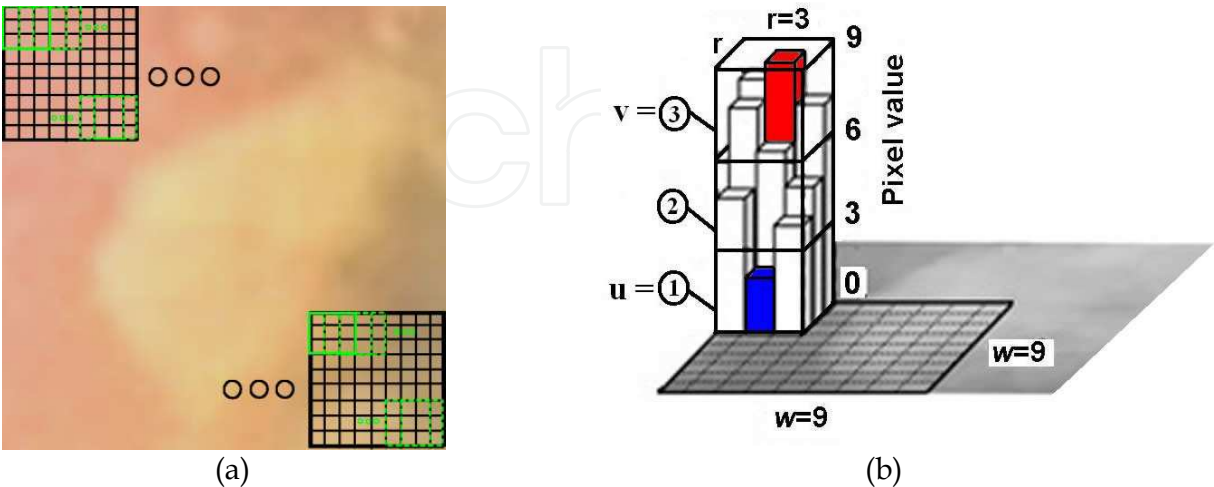 r=3
r
9
v = 3
6
Pixel value
2
3
u = 1
0
w=9
w=9
(a)
(b)